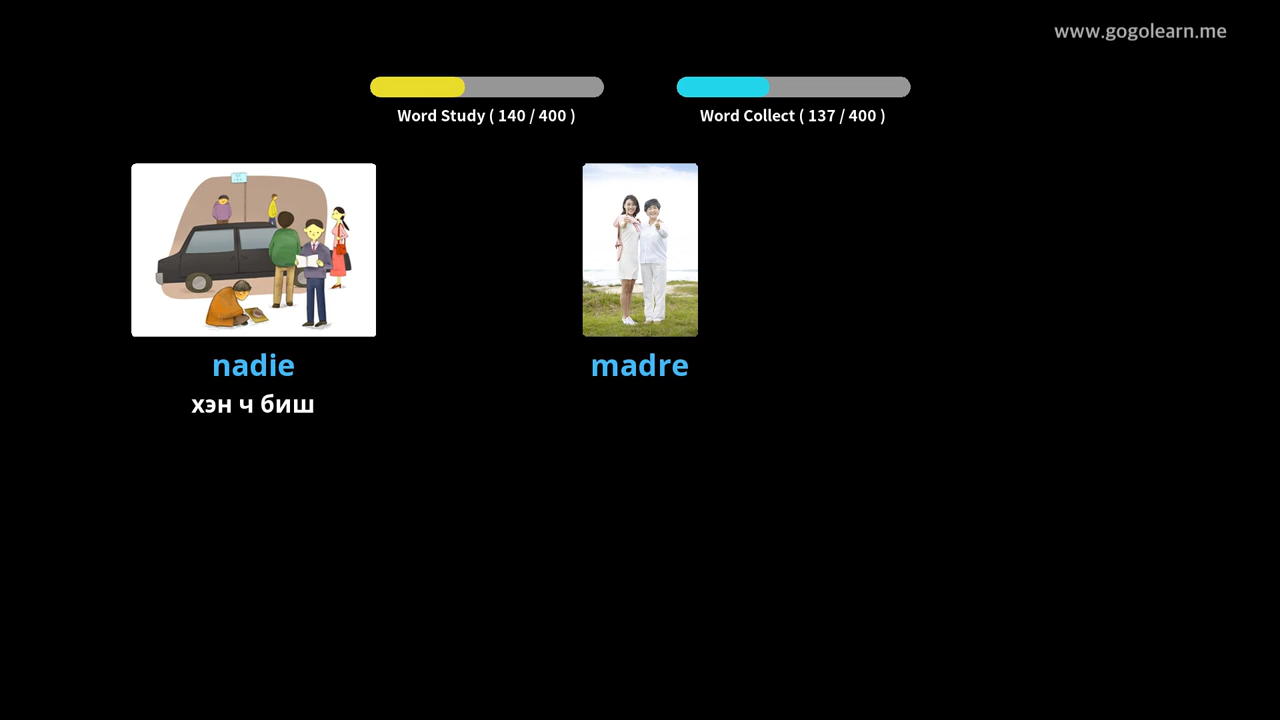 www.gogolearn.me
Word Study ( 140 / 400 )
Word Collect ( 137 / 400 )
nadie
хэн ч биш
madre